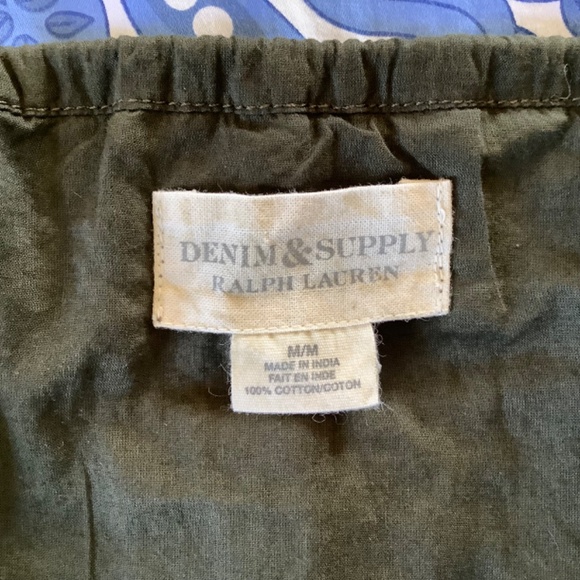 DENIM & SUPPLY
RALPH LAUREN
M/M
MADE IN INDIA
FAIT EN INDE
100% COTTON/COTON